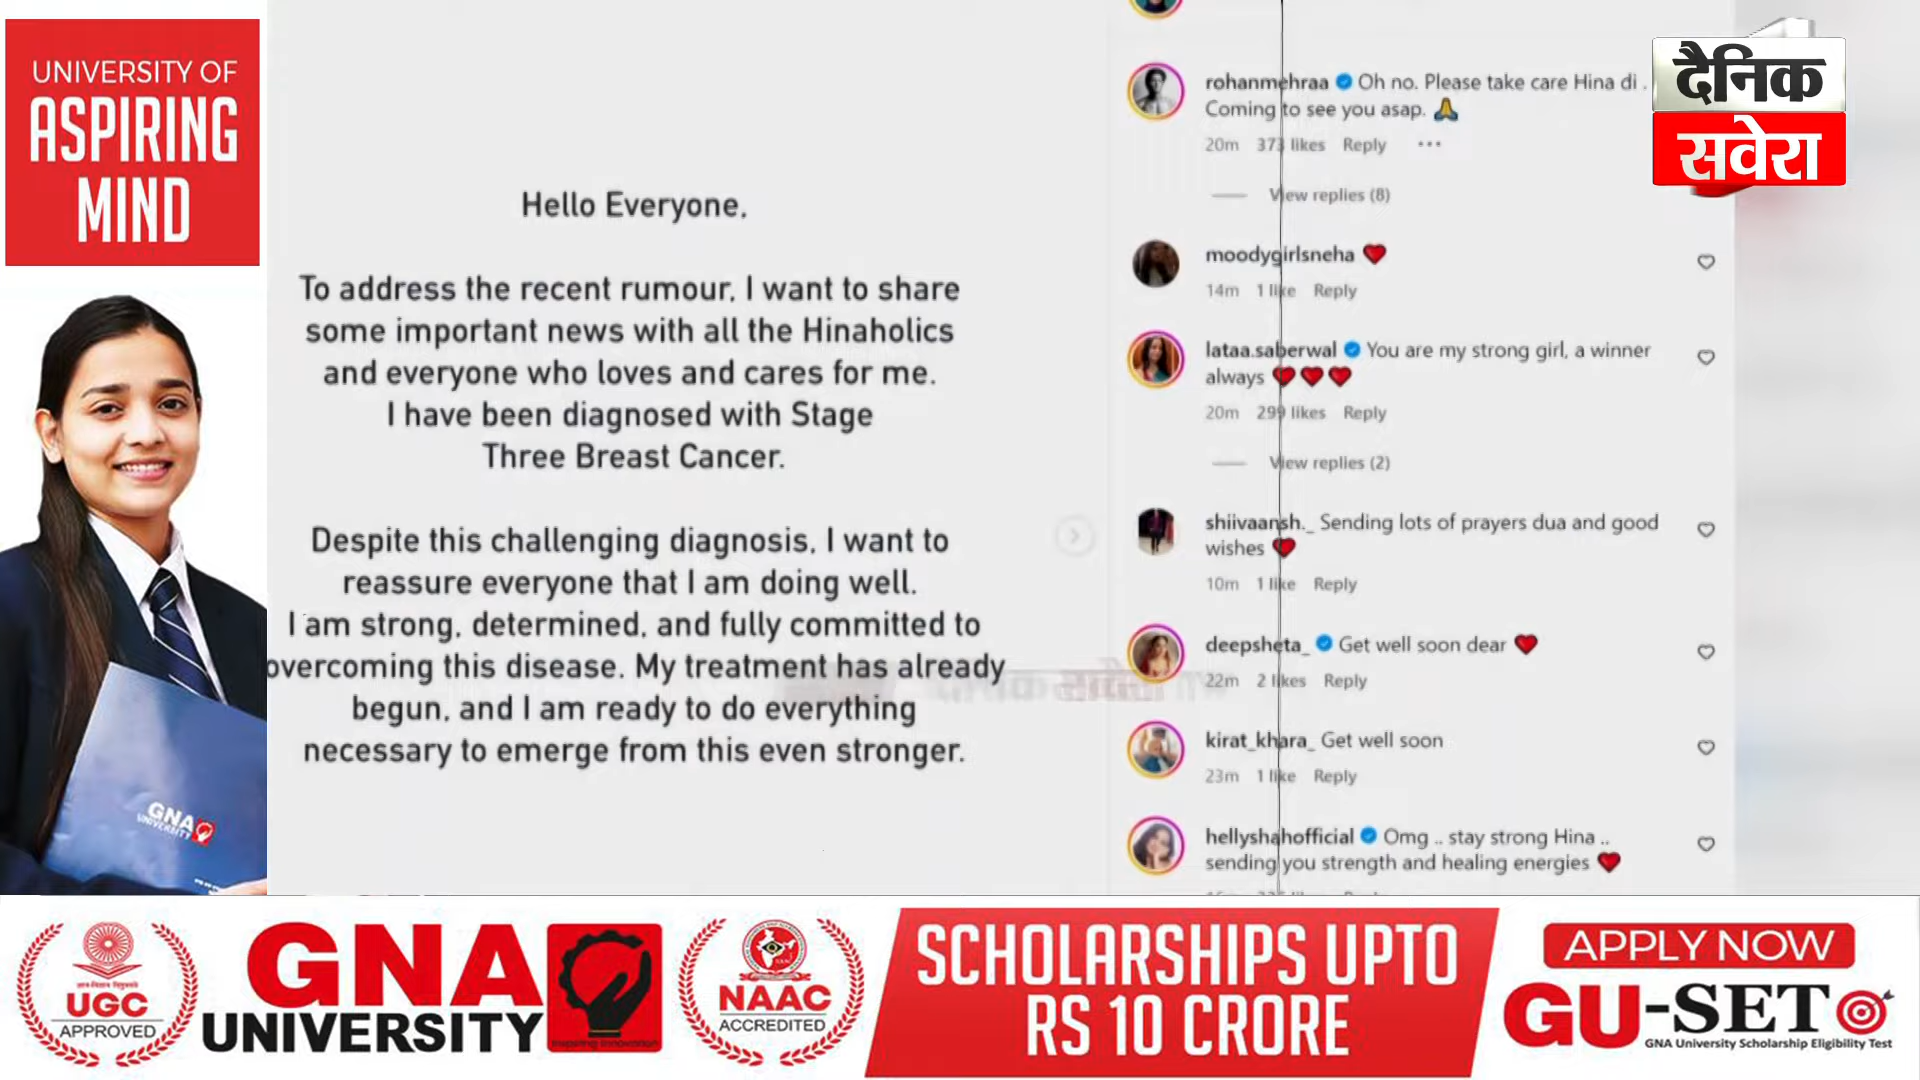 UNIVERSITY OF
ASPIRING
MIND
GNA
UNIVERSITY
Hello Everyone,
To address the recent rumour, I want to share
some important news with all the Hinaholics
and everyone who loves and cares for me.
I have been diagnosed with Stage
Three Breast Cancer.
Despite this challenging diagnosis, I want to
reassure everyone that I am doing well.
I am strong, determined, and fully committed to
overcoming this disease. My treatment has already
begun, and I am ready to do everything
necessary to emerge from this even stronger.
rohanmehraa Oh no. Please take care Hina di .
Coming to see you asap. 🙏
20m 373 likes Reply ...
View replies (8)
moodygirlsneha ❤️
14m 1 like Reply
lataa.saberwal You are my strong girl, a winner
always ❤️❤️❤️
20m 299 likes Reply
View replies (2)
shiivaansh._ Sending lots of prayers dua and good
wishes ❤️
10m 1 like Reply
deepsheta_ Get well soon dear ❤️
22m 2 likes Reply
kirat_khara_ Get well soon
23m 1 like Reply
hellyshahofficial Omg .. stay strong Hina ..
sending you strength and healing energies ❤️
दैनिक
सवेरा
UGC
APPROVED
GNA
UNIVERSITY
Inspiring Innovation
NAAC
ACCREDITED
SCHOLARSHIPS UPTO
RS 10 CRORE
APPLY NOW
GU-SET
GNA University Scholarship Eligibility Test